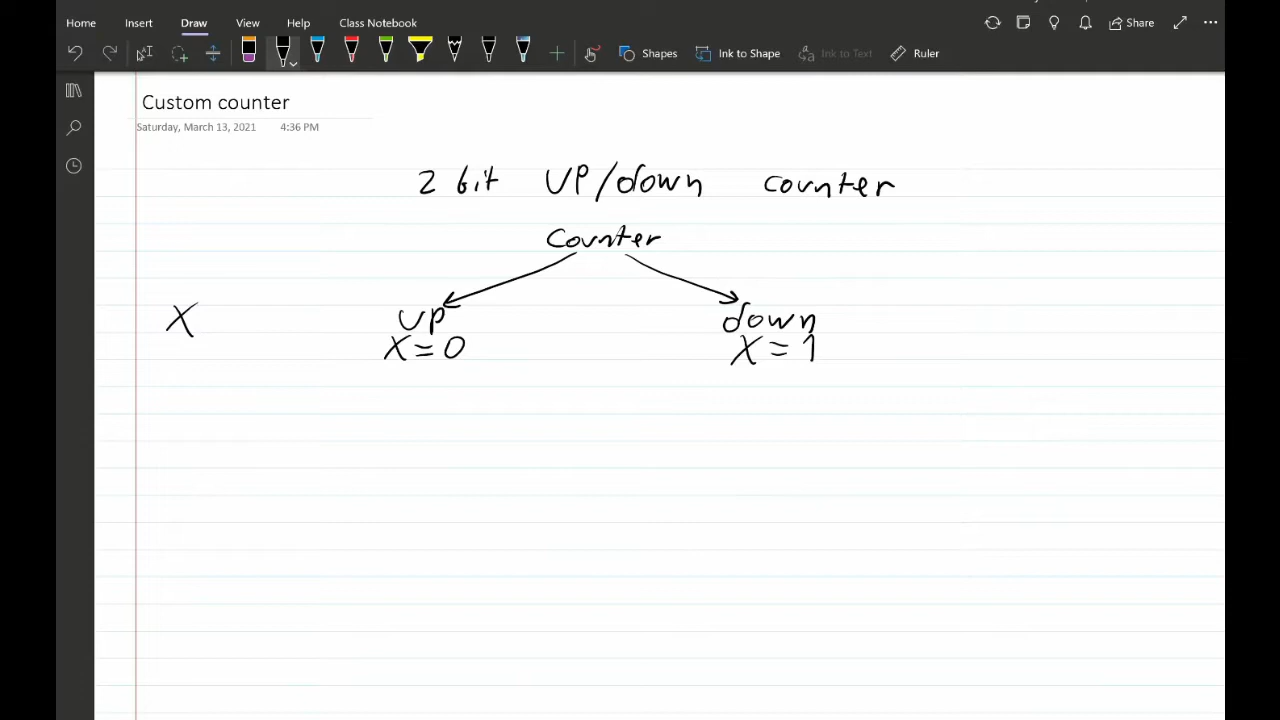 Home Insert Draw View Help Class Notebook Share
Shapes Ink to Shape Ink to Text Ruler
Custom counter
Saturday, March 13, 2021 4:36 PM
2 bit UP/down counter
Counter
X up down
X = 0 X = 1